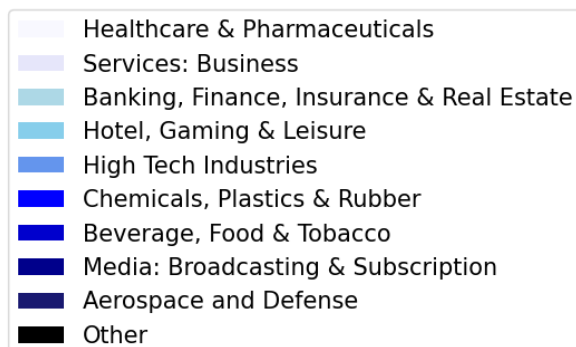 Healthcare & Pharmaceuticals
Services: Business
Banking, Finance, Insurance & Real Estate
Hotel, Gaming & Leisure
High Tech Industries
Chemicals, Plastics & Rubber
Beverage, Food & Tobacco
Media: Broadcasting & Subscription
Aerospace and Defense
Other